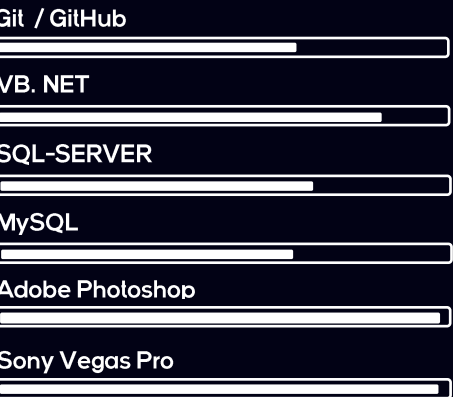 Git / GitHub
VB. NET
SQL-SERVER
MySQL
Adobe Photoshop
Sony Vegas Pro